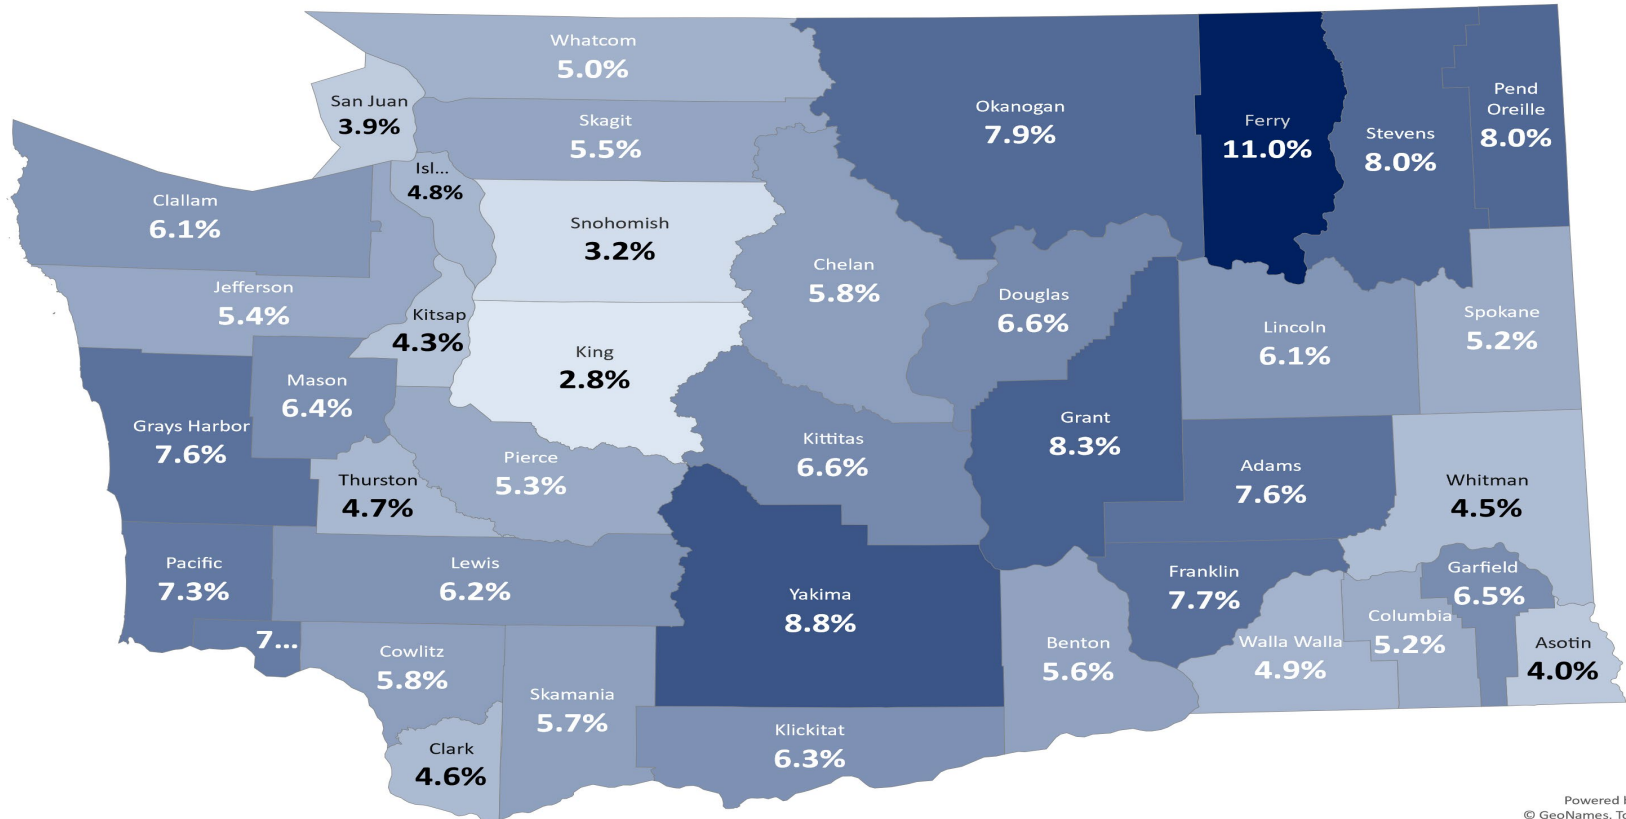 Whatcom
5.0%
San Juan
3.9%
Skagit
5.5%
Okanogan
7.9%
Ferry
11.0%
Stevens
8.0%
Pend
Oreille
8.0%
Isl...
4.8%
Clallam
6.1%
Snohomish
3.2%
Chelan
5.8%
Jefferson
5.4%
Kitsap
4.3%
Douglas
6.6%
Lincoln
6.1%
Spokane
5.2%
King
2.8%
Mason
6.4%
Grays Harbor
7.6%
Grant
8.3%
Kittitas
6.6%
Pierce
5.3%
Thurston
4.7%
Adams
7.6%
Whitman
4.5%
Pacific
7.3%
Lewis
6.2%
Yakima
8.8%
Franklin
7.7%
Garfield
6.5%
Columbia
5.2%
7...
Cowlitz
5.8%
Benton
5.6%
Walla Walla
4.9%
Asotin
4.0%
Skamania
5.7%
Klickitat
6.3%
Clark
4.6%
Powered b
© GeoNames, To